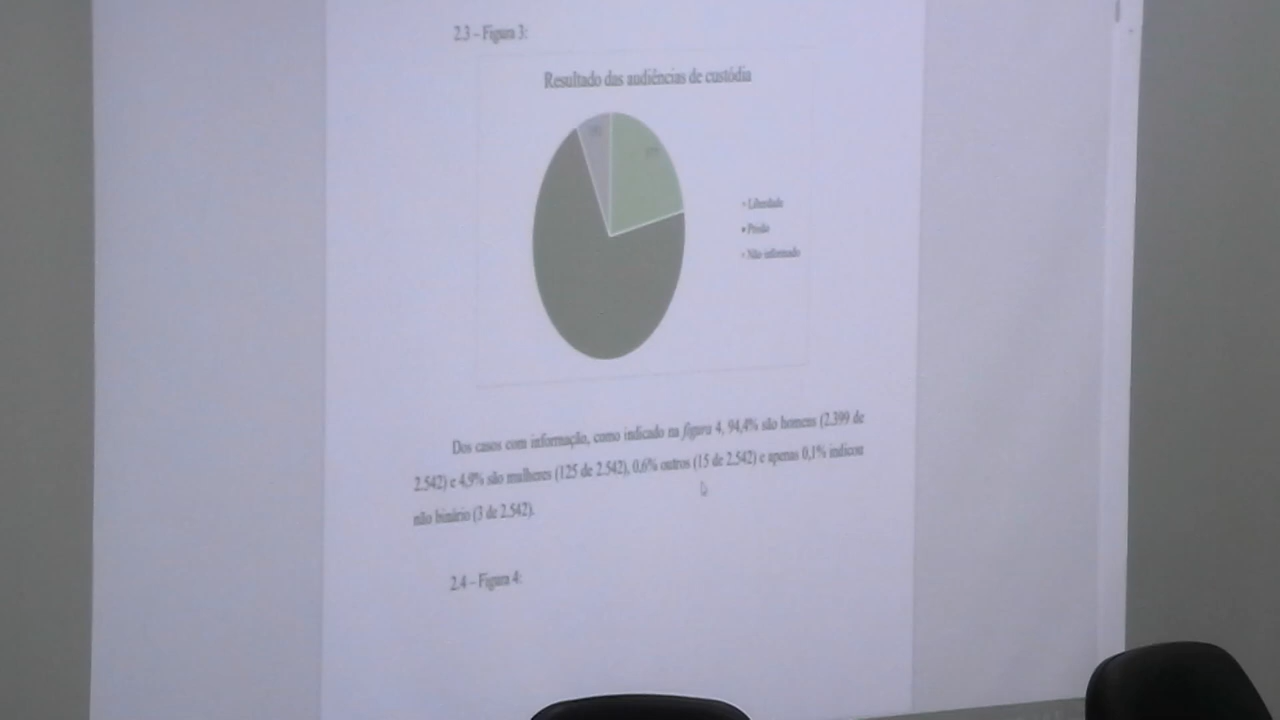 2.3 – Figura 3:
Resultado das audiências de custódia
Liberdade
Prisão
Não informado
Dos casos com informação, como indicado na figura 4, 94,4% são homens (2.399 de
2.542) e 4,9% são mulheres (125 de 2.542), 0,6% outros (15 de 2.542) e apenas 0,1% indicou
não binário (3 de 2.542).
2.4 – Figura 4: